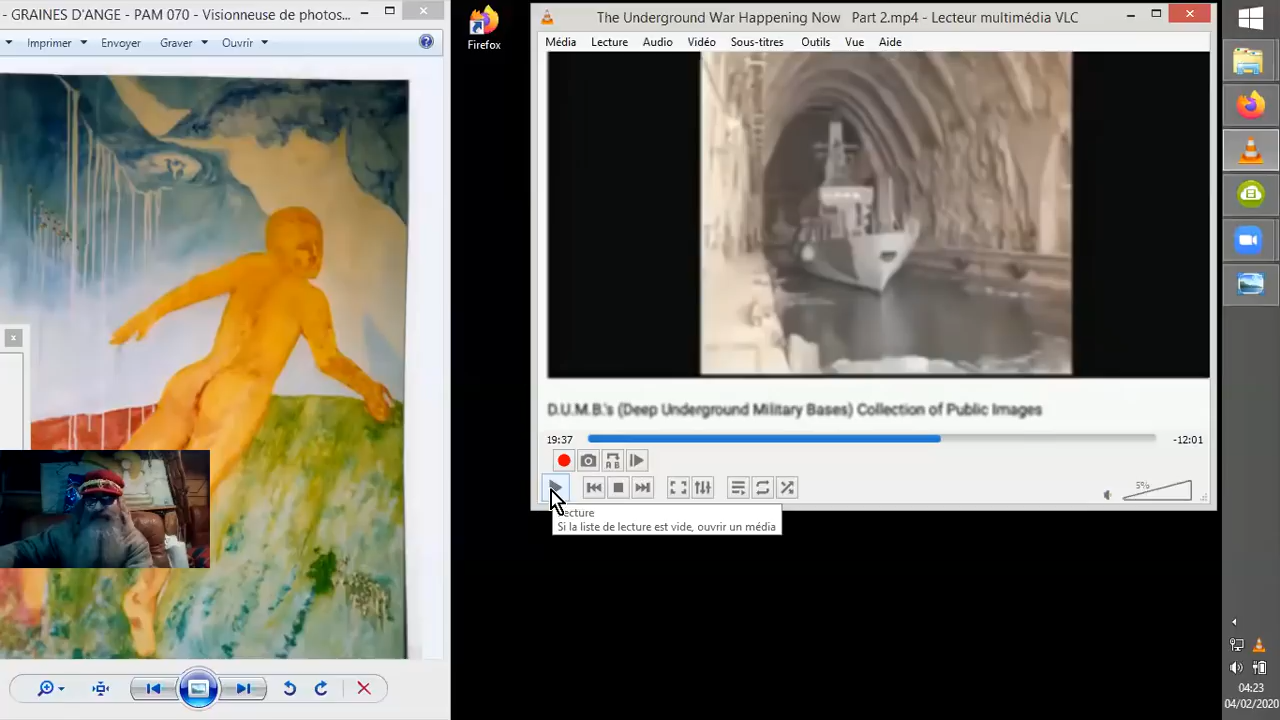 - GRAINES D'ANGE - PAM 070 - Visionneuse de photos...
Imprimer Envoyer Graver Ouvrir
Firefox
The Underground War Happening Now Part 2.mp4 - Lecteur multimédia VLC
Média Lecture Audio Vidéo Sous-titres Outils Vue Aide
D.U.M.B.'s (Deep Underground Military Bases) Collection of Public Images
19:37
-12:01
A B
5%
ecture
Si la liste de lecture est vide, ouvrir un média
04:23
04/02/2020